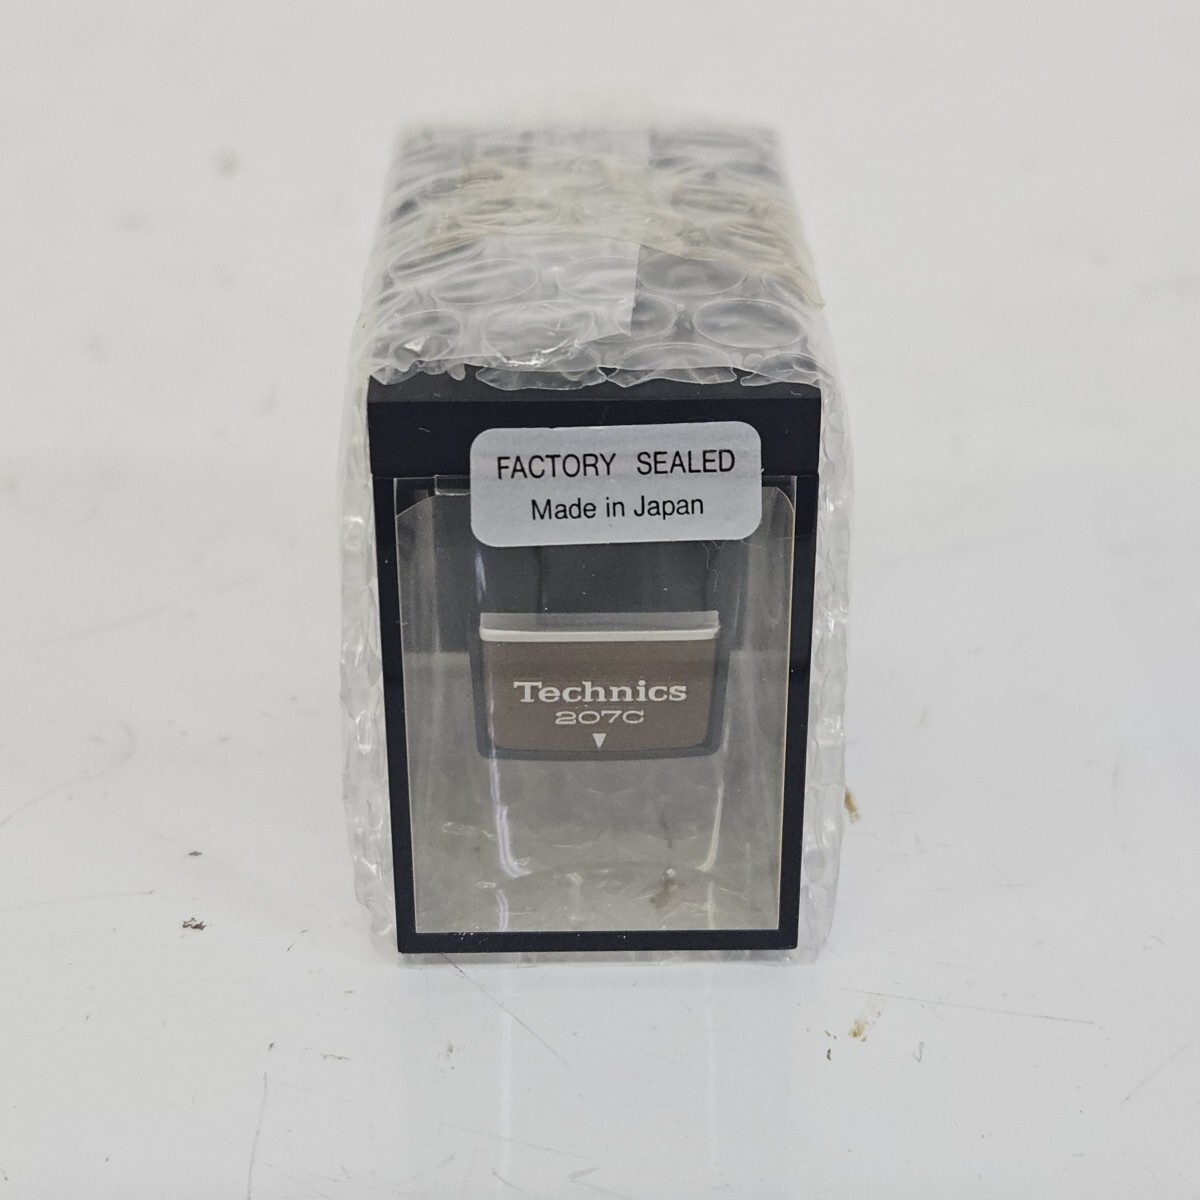 FACTORY SEALED
Made in Japan
Technics
207C